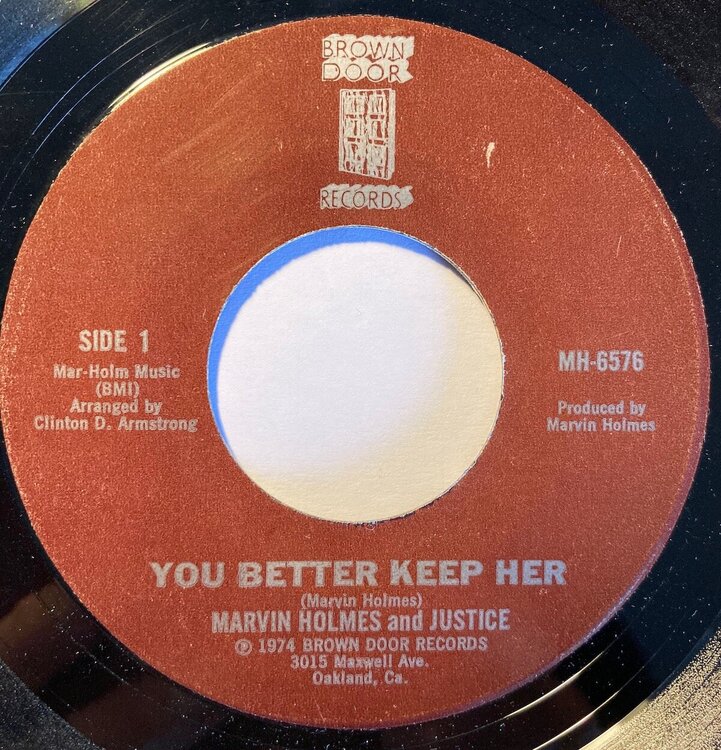 BROWN
DOOR
RECORDS
SIDE 1
Mar-Holm Music
(BMI)
Arranged by
Clinton D. Armstrong
MH-6576
Produced by
Marvin Holmes
YOU BETTER KEEP HER
(Marvin Holmes)
MARVIN HOLMES and JUSTICE
℗ 1974 BROWN DOOR RECORDS
3015 Maxwell Ave.
Oakland, Ca.